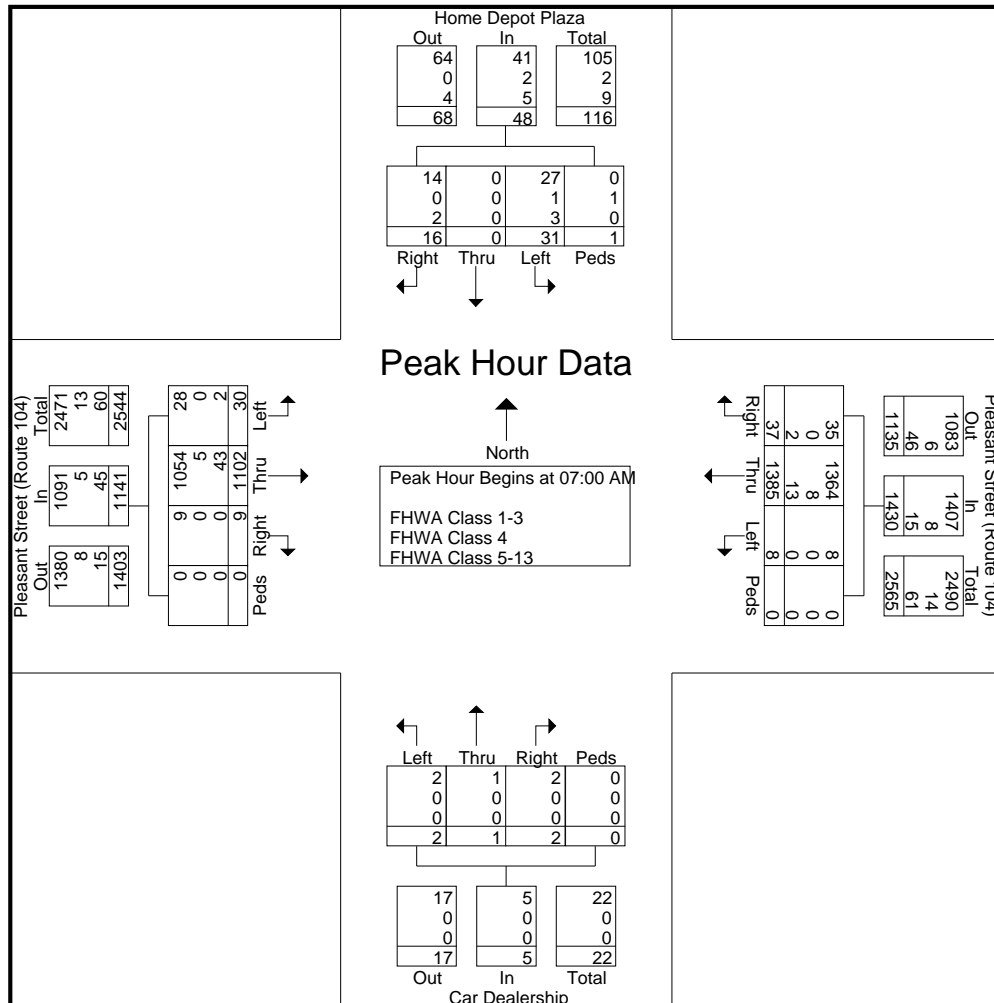 Home Depot Plaza
Out In Total
64 41 105
0 2 2
4 5 9
68 48 116
14 0 27 0
0 0 1 1
2 0 3 0
16 0 31 1
Right Thru Left Peds
Peak Hour Data
North
Peak Hour Begins at 07:00 AM
FHWA Class 1-3
FHWA Class 4
FHWA Class 5-13
Pleasant Street (Route 104)
Out In Total
1380 1091 2471
8 5 13
15 45 60
1403 1141 2544
28 1054 9 0
0 5 0 0
2 43 0 0
30 1102 9 0
Left Thru Right Peds
Pleasant Street (Route 104)
Out In Total
1083 1407 2490
6 8 14
46 15 61
1135 1430 2565
35 1364 8 0
0 8 0 0
2 13 0 0
37 1385 8 0
Right Thru Left Peds
Left Thru Right Peds
2 1 2 0
0 0 0 0
0 0 0 0
2 1 2 0
17 5 22
0 0 0
0 0 0
17 5 22
Out In Total
Car Dealership